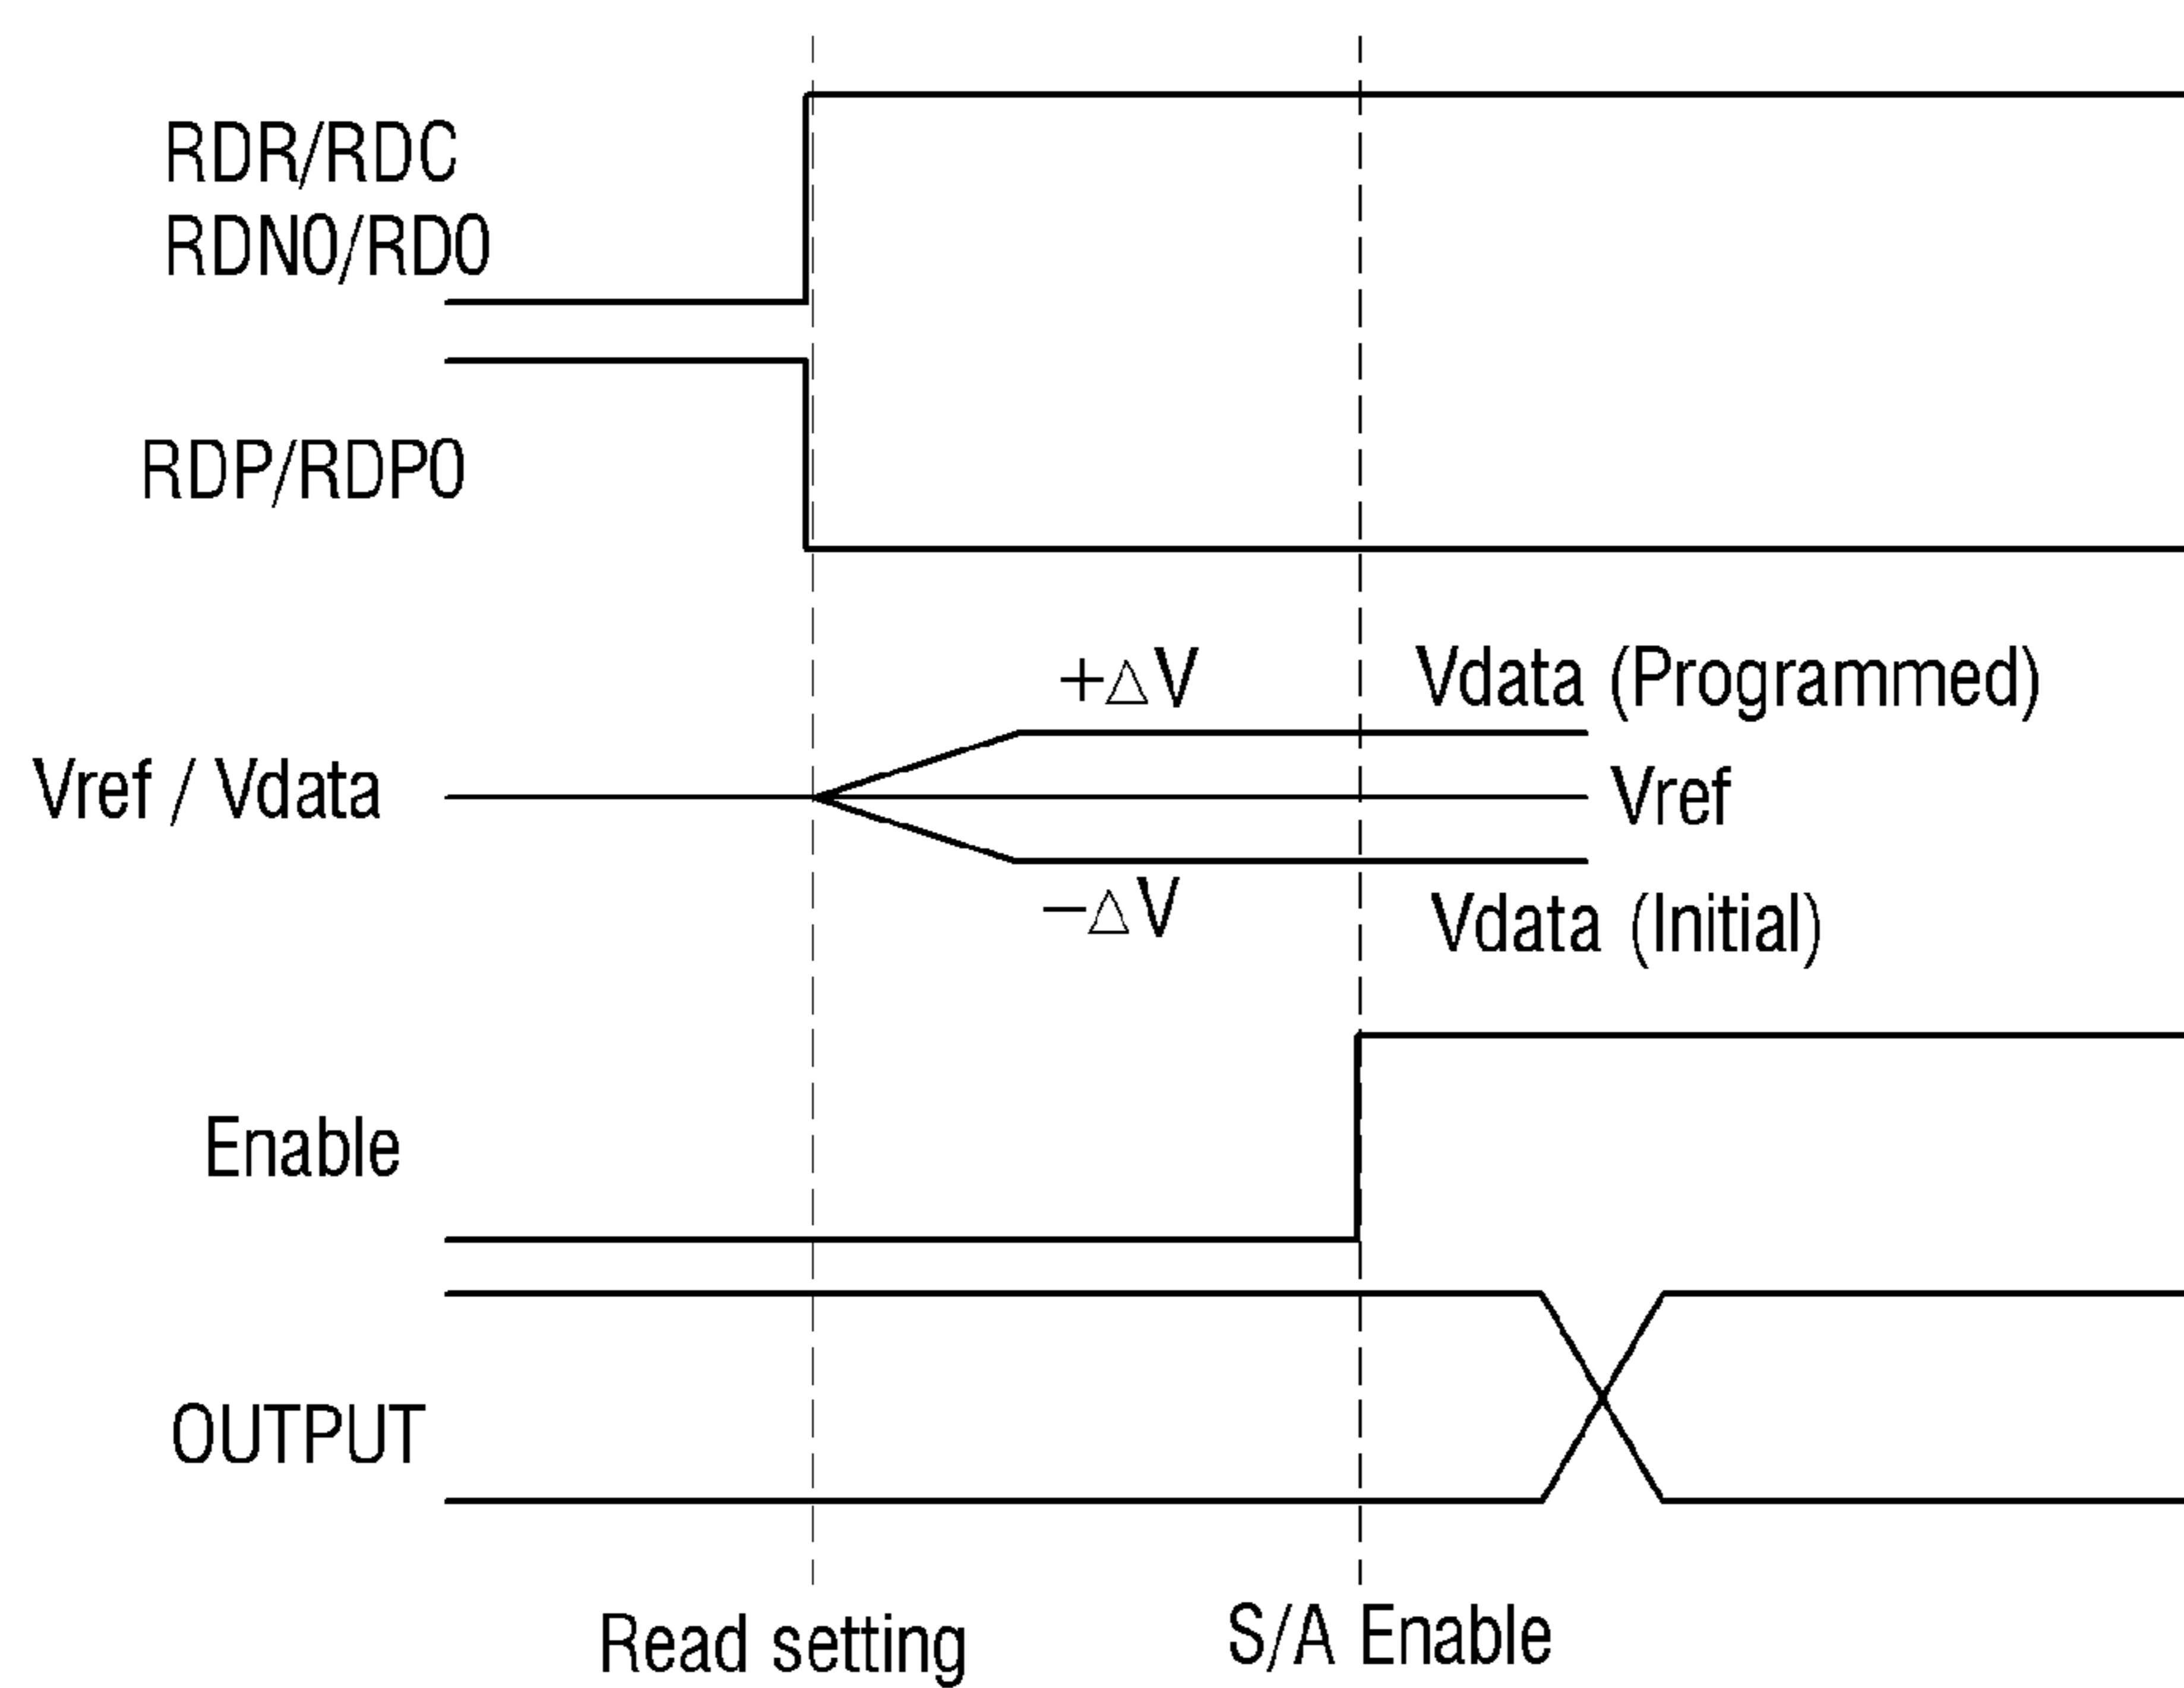 RDR/RDC
RDN0/RD0
RDP/RDP0
+△V
Vdata (Programmed)
Vref / Vdata
Vref
−△V
Vdata (Initial)
Enable
OUTPUT
Read setting
S/A Enable